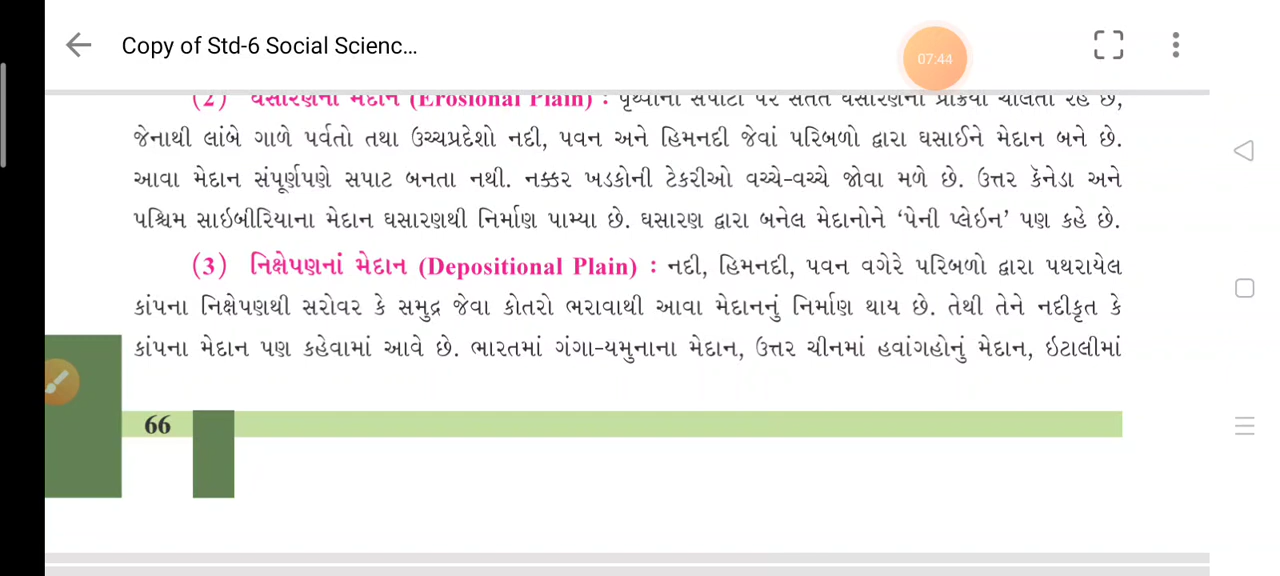 Copy of Std-6 Social Scienc...
07:44
(2) ઘસારણના મેદાન (Erosional Plain) : પૃથ્વીની સપાટી પર સતત ઘસારણની પ્રક્રિયા ચાલતી રહે છે,
જેનાથી લાંબે ગાળે પર્વતો તથા ઉચ્ચપ્રદેશો નદી, પવન અને હિમનદી જેવાં પરિબળો દ્વારા ઘસાઈને મેદાન બને છે.
આવા મેદાન સંપૂર્ણપણે સપાટ બનતા નથી. નક્કર ખડકોની ટેકરીઓ વચ્ચે-વચ્ચે જોવા મળે છે. ઉત્તર કૅનેડા અને
પશ્ચિમ સાઇબીરિયાના મેદાન ઘસારણથી નિર્માણ પામ્યા છે. ઘસારણ દ્વારા બનેલ મેદાનોને ‘પેની પ્લેઇન’ પણ કહે છે.
(3) નિક્ષેપણનાં મેદાન (Depositional Plain) : નદી, હિમનદી, પવન વગેરે પરિબળો દ્વારા પથરાયેલ
કાંપના નિક્ષેપણથી સરોવર કે સમુદ્ર જેવા કોતરો ભરાવાથી આવા મેદાનનું નિર્માણ થાય છે. તેથી તેને નદીકૃત કે
કાંપના મેદાન પણ કહેવામાં આવે છે. ભારતમાં ગંગા-યમુનાના મેદાન, ઉત્તર ચીનમાં હવાંગહોનું મેદાન, ઇટાલીમાં
66